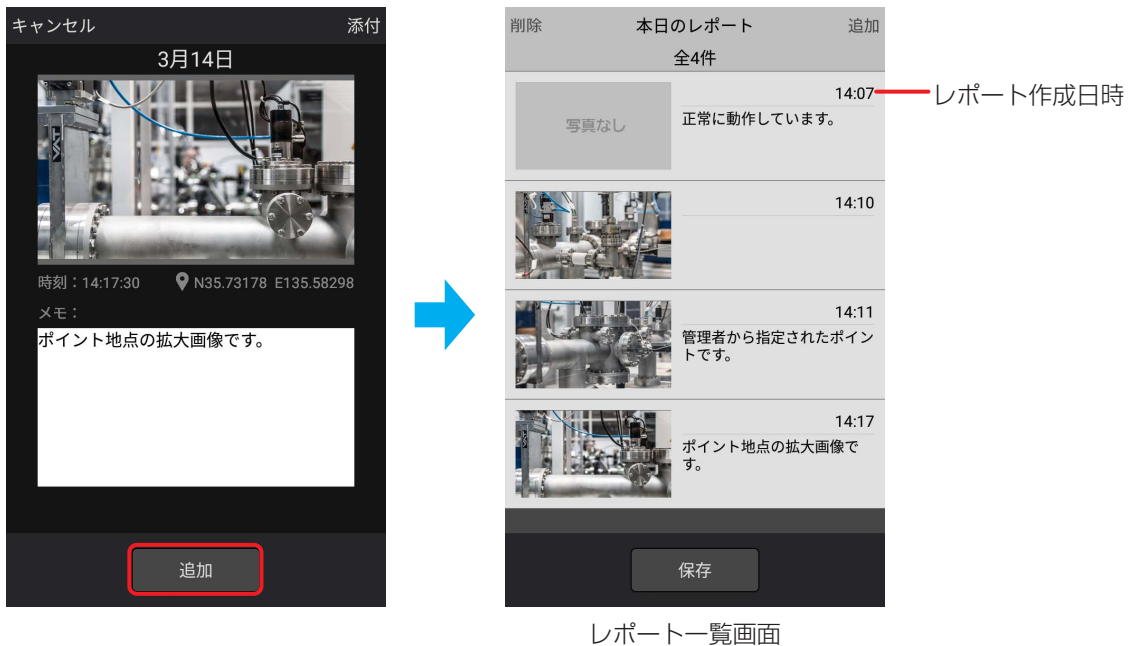 キャンセル
添付
3月14日
VAT
時刻：14:17:30
N35.73178 E135.58298
メモ：
ポイント地点の拡大画像です。
追加
削除
本日のレポート
追加
全4件
写真なし
14:07
正常に動作しています。
14:10
14:11
管理者から指定されたポイン
トです。
14:17
ポイント地点の拡大画像で
す。
保存
レポート作成日時
レポート一覧画面